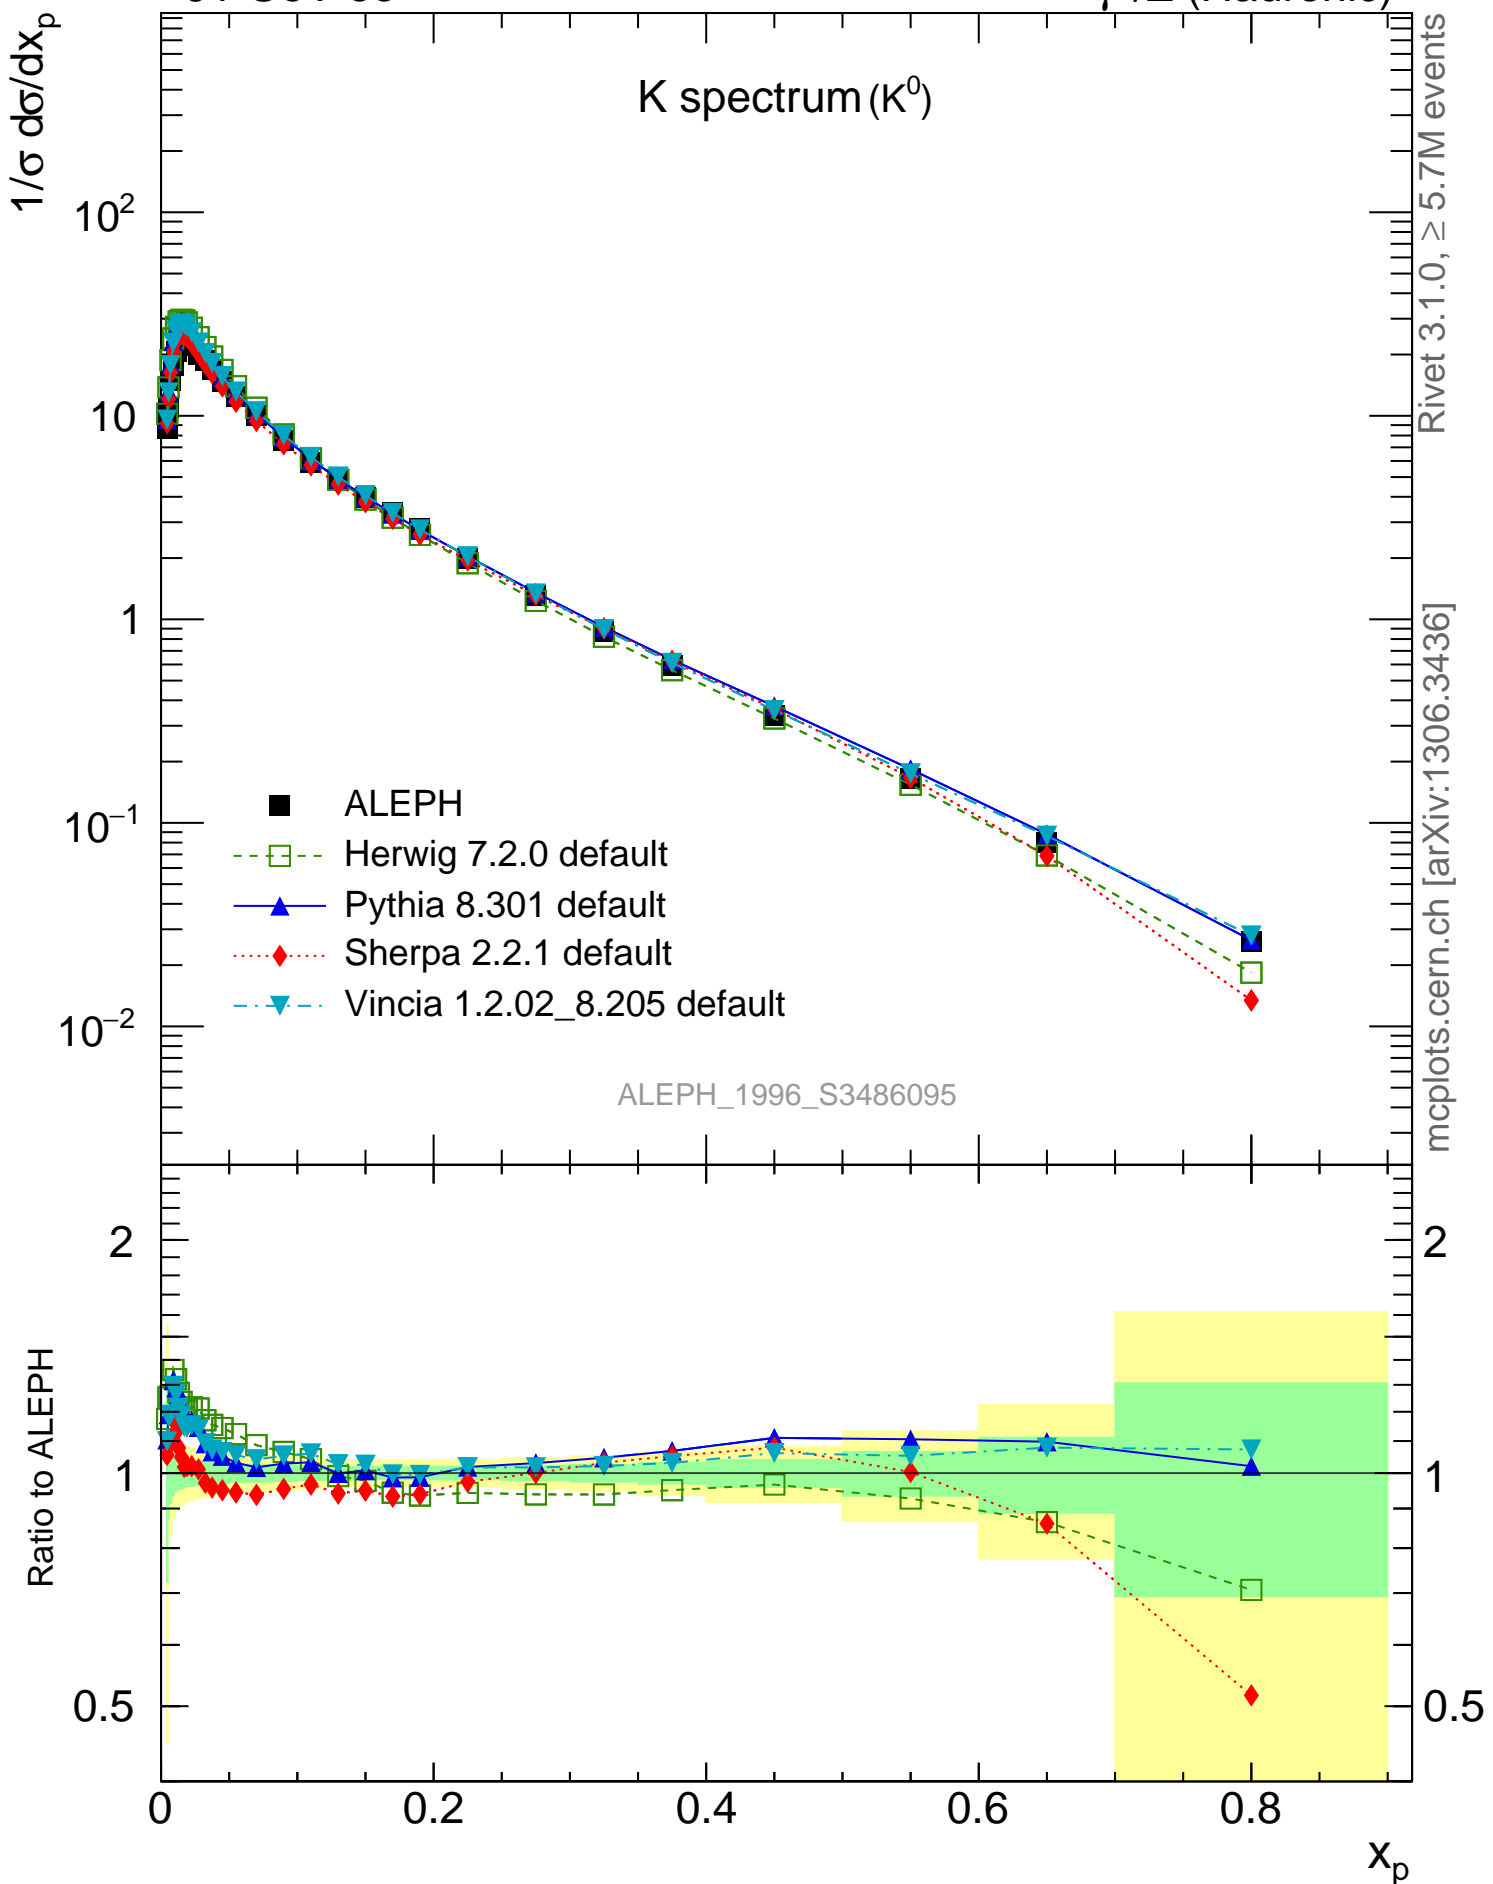 K spectrum (K⁰)
1/σ dσ/dxₚ
10²
10
1
10⁻¹
10⁻²
ALEPH
Herwig 7.2.0 default
Pythia 8.301 default
Sherpa 2.2.1 default
Vincia 1.2.02_8.205 default
ALEPH_1996_S3486095
Rivet 3.1.0, ≥ 5.7M events
mcplots.cern.ch [arXiv:1306.3436]
Ratio to ALEPH
2
1
0.5
2
1
0.5
0
0.2
0.4
0.6
0.8
xₚ